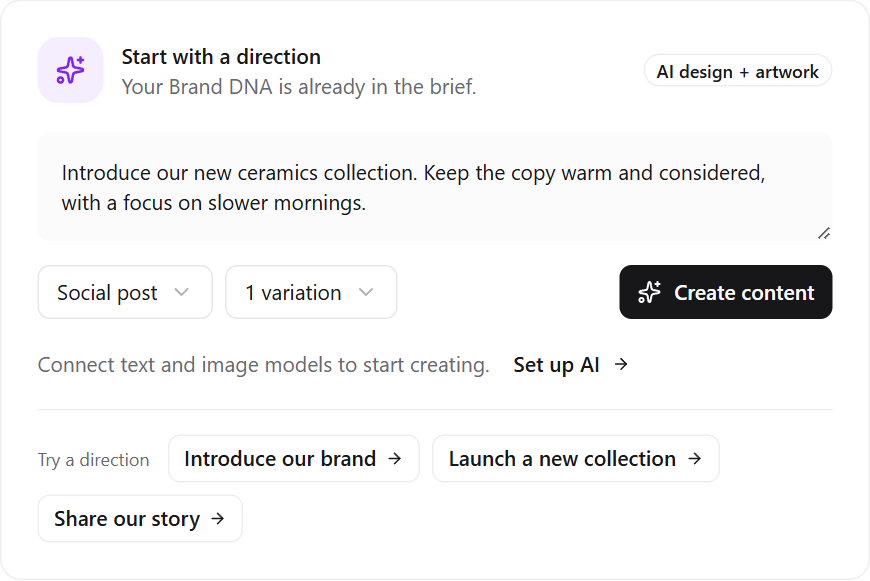 Start with a direction
Your Brand DNA is already in the brief.
AI design + artwork
Introduce our new ceramics collection. Keep the copy warm and considered,
with a focus on slower mornings.
Social post
1 variation
Create content
Connect text and image models to start creating.
Set up AI →
Try a direction
Introduce our brand →
Launch a new collection →
Share our story →